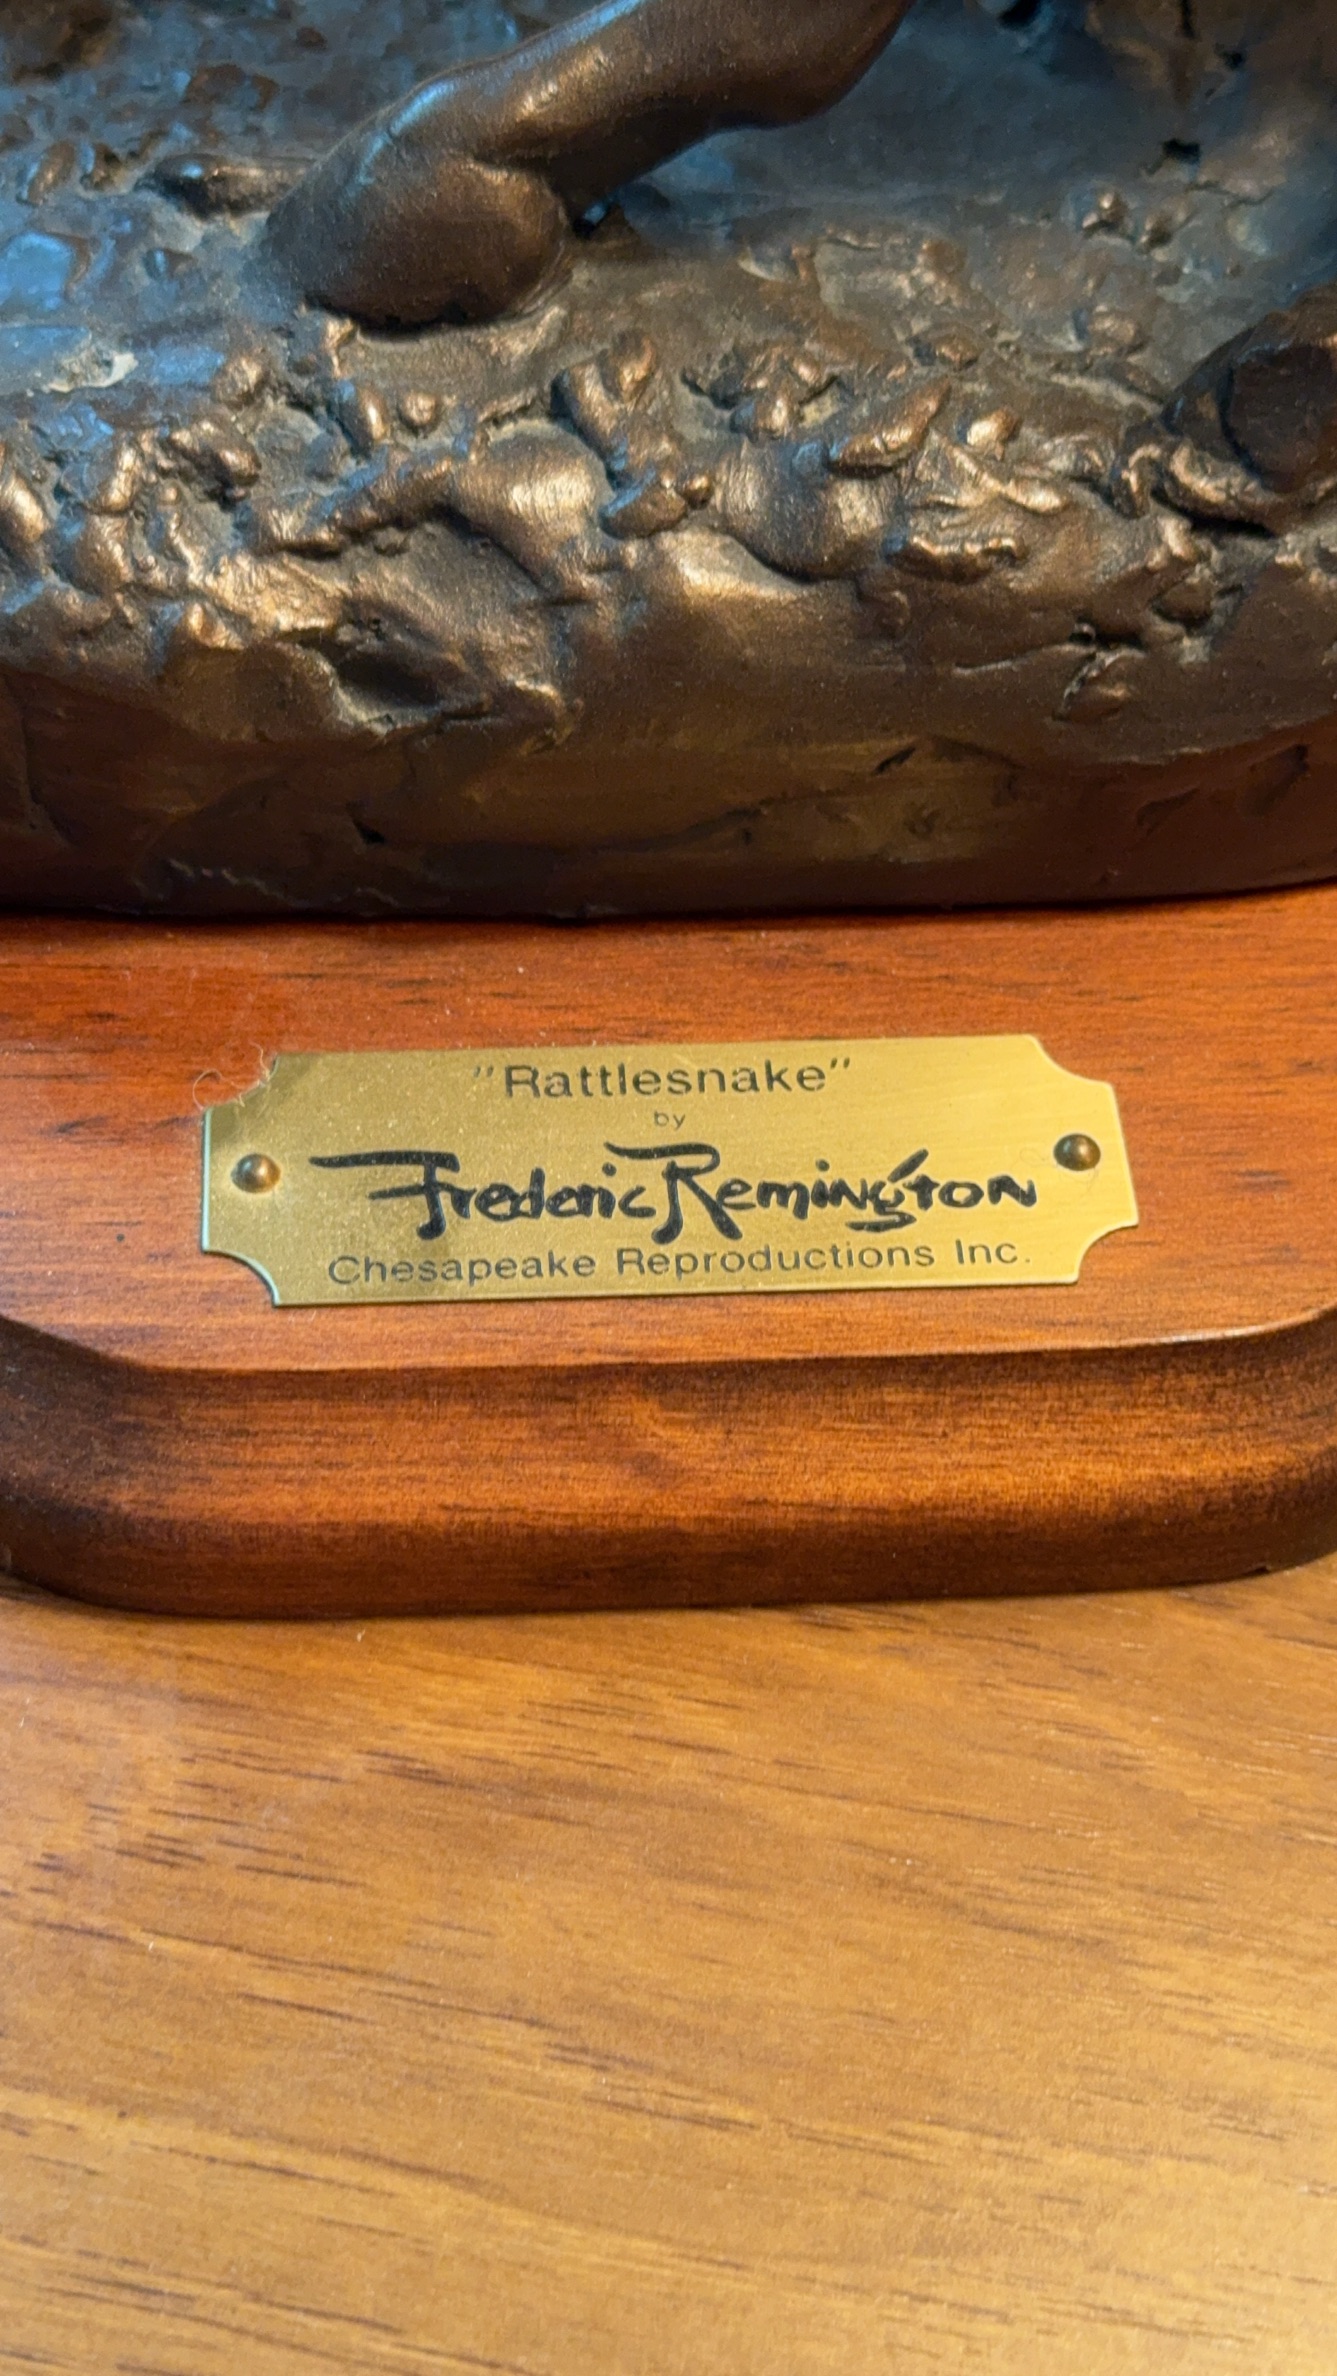 "Rattlesnake"
by
Frederic Remington
Chesapeake Reproductions Inc.